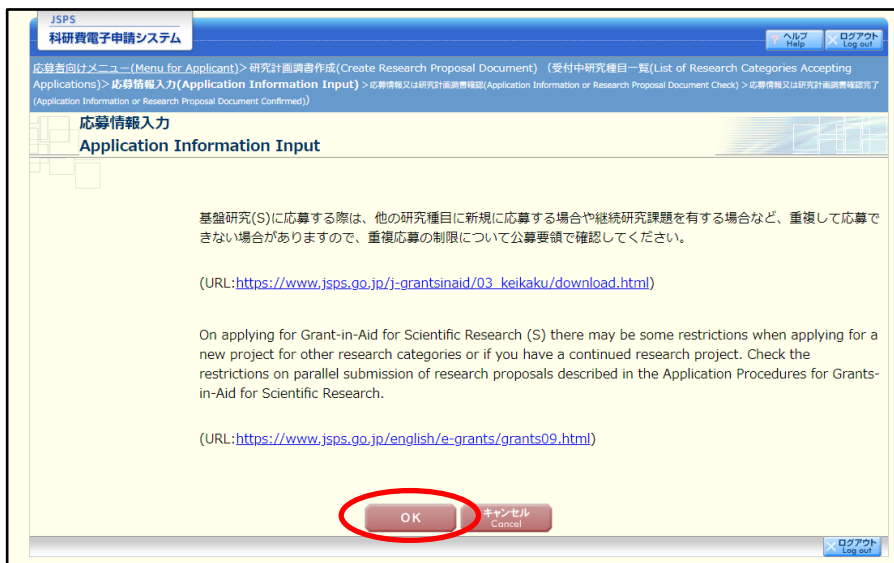 JSPS
科研費電子申請システム
? ヘルプ
Help
ログアウト
Log out
応募者向けメニュー(Menu for Applicant)>研究計画調書作成(Create Research Proposal Document) （受付中研究種目一覧(List of Research Categories Accepting
Applications)>応募情報入力(Application Information Input)>応募情報又は研究計画調書確認(Application Information or Research Proposal Document Check)>応募情報又は研究計画調書確認完了
(Application Information or Research Proposal Document Confirmed)）
応募情報入力
Application Information Input
基盤研究(S)に応募する際は、他の研究種目に新規に応募する場合や継続研究課題を有する場合など、重複して応募で
きない場合がありますので、重複応募の制限について公募要領で確認してください。
(URL:https://www.jsps.go.jp/j-grantsinaid/03_keikaku/download.html)
On applying for Grant-in-Aid for Scientific Research (S) there may be some restrictions when applying for a
new project for other research categories or if you have a continued research project. Check the
restrictions on parallel submission of research proposals described in the Application Procedures for Grants-
in-Aid for Scientific Research.
(URL:https://www.jsps.go.jp/english/e-grants/grants09.html)
OK
キャンセル
Cancel
ログアウト
Log out